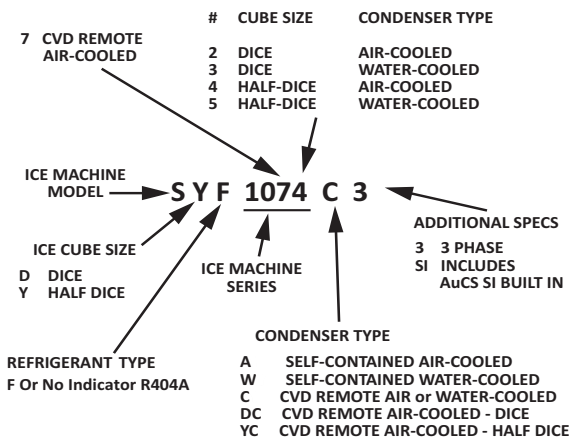 # CUBE SIZE CONDENSER TYPE
7 CVD REMOTE
AIR-COOLED
2 DICE AIR-COOLED
3 DICE WATER-COOLED
4 HALF-DICE AIR-COOLED
5 HALF-DICE WATER-COOLED
ICE MACHINE
MODEL
SYF 1074 C 3
ADDITIONAL SPECS
3 3 PHASE
SI INCLUDES
AuCS SI BUILT IN
ICE CUBE SIZE
D DICE
Y HALF DICE
ICE MACHINE
SERIES
CONDENSER TYPE
A SELF-CONTAINED AIR-COOLED
W SELF-CONTAINED WATER-COOLED
C CVD REMOTE AIR or WATER-COOLED
DC CVD REMOTE AIR-COOLED - DICE
YC CVD REMOTE AIR-COOLED - HALF DICE
REFRIGERANT TYPE
F Or No Indicator R404A